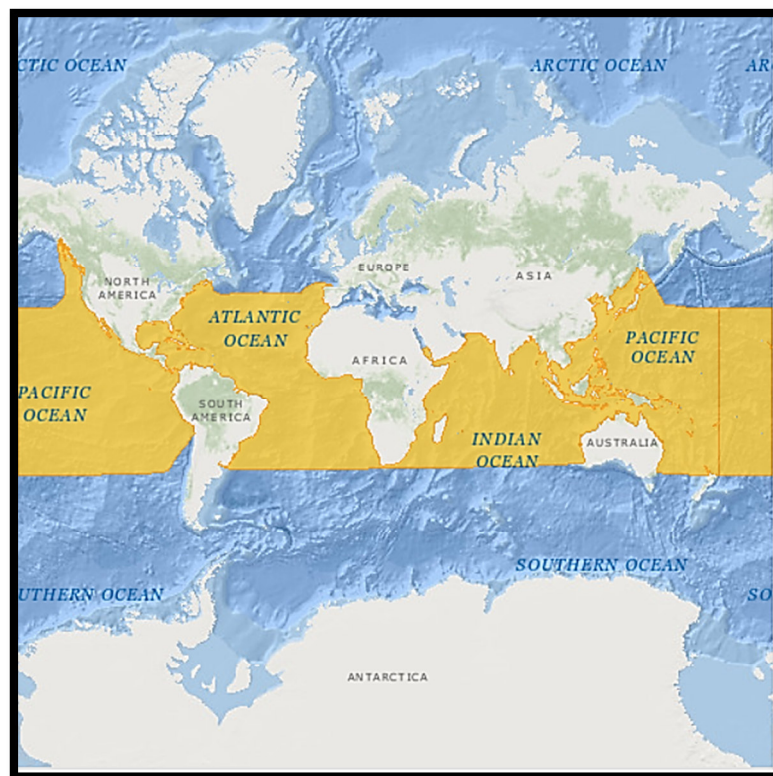 CTIC OCEAN
ARCTIC OCEAN
AR
NORTH
AMERICA
EUROPE
ASIA
ATLANTIC
OCEAN
PACIFIC
OCEAN
AFRICA
PACIFIC
OCEAN
SOUTH
AMERICA
INDIAN
OCEAN
AUSTRALIA
SOUTHERN OCEAN
UTHERN OCEAN
SO
ANTARCTICA